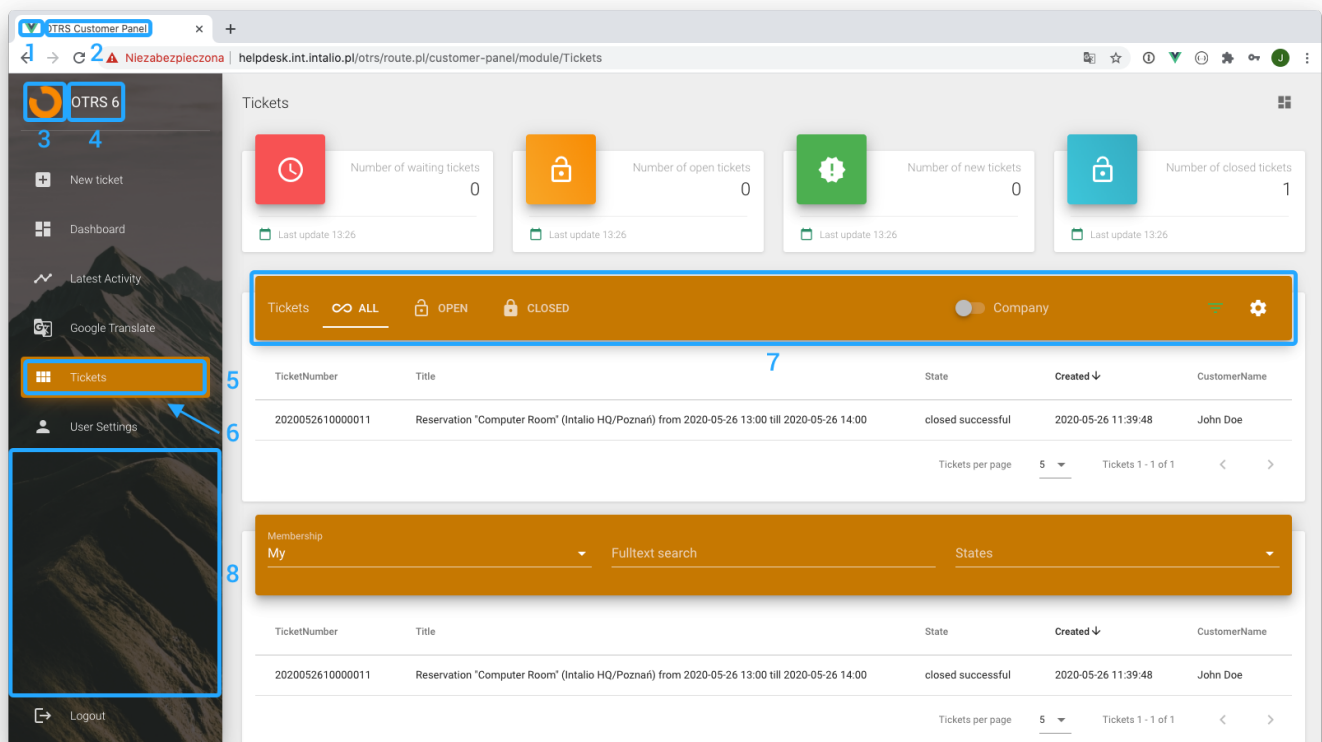 OTRS Customer Panel
1
2
Niezabezpieczona
helpdesk.int.intalio.pl/otrs/route.pl/customer-panel/module/Tickets
J
OTRS 6
3
4
New ticket
Dashboard
Latest Activity
Google Translate
Tickets
5
User Settings
6
8
Logout
Tickets
Number of waiting tickets
0
Last update 13:26
Number of open tickets
0
Last update 13:26
Number of new tickets
0
Last update 13:26
Number of closed tickets
1
Last update 13:26
Tickets ALL OPEN CLOSED Company
7
TicketNumber Title State Created CustomerName
2020052610000011 Reservation "Computer Room" (Intalio HQ/Poznań) from 2020-05-26 13:00 till 2020-05-26 14:00 closed successful 2020-05-26 11:39:48 John Doe
Tickets per page 5 Tickets 1 - 1 of 1
Membership
My Fulltext search States
TicketNumber Title State Created CustomerName
2020052610000011 Reservation "Computer Room" (Intalio HQ/Poznań) from 2020-05-26 13:00 till 2020-05-26 14:00 closed successful 2020-05-26 11:39:48 John Doe
Tickets per page 5 Tickets 1 - 1 of 1